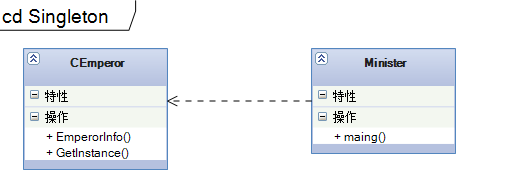 cd Singleton
CEmperor
特性
操作
+ EmperorInfo()
+ GetInstance()
Minister
特性
操作
+ maing()